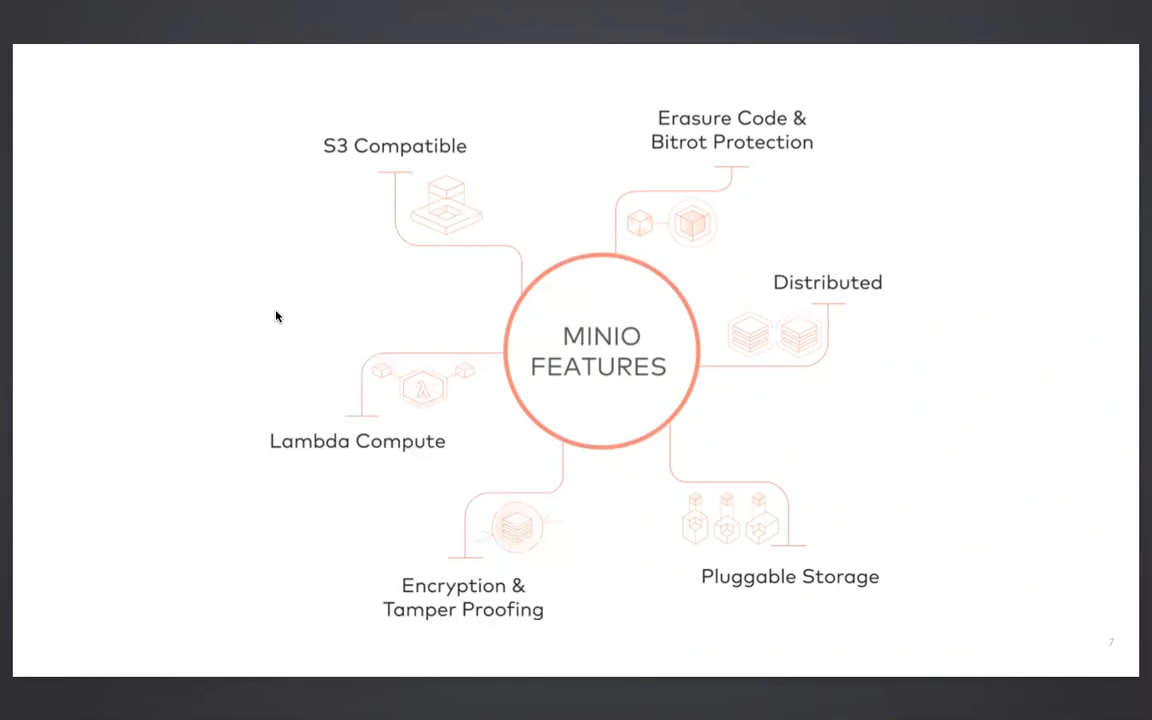 S3 Compatible
Erasure Code &
Bitrot Protection
Distributed
MINIO
FEATURES
Lambda Compute
λ
Encryption &
Tamper Proofing
Pluggable Storage
7